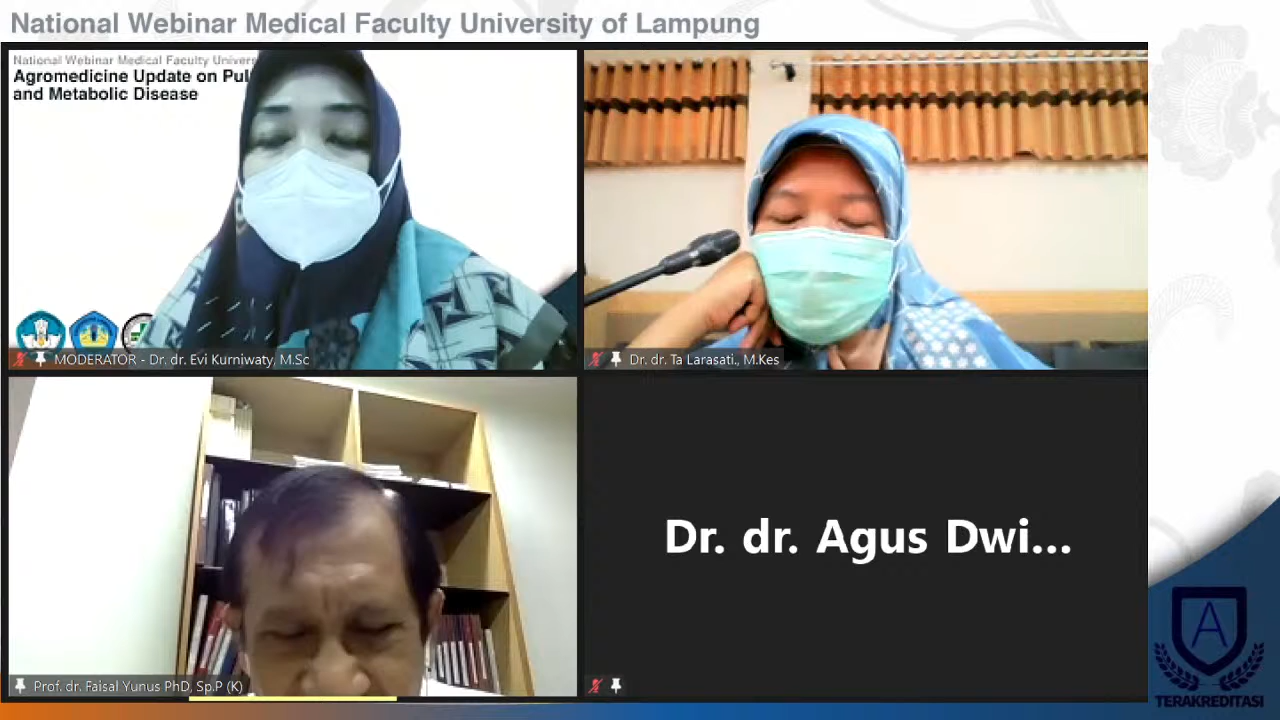 National Webinar Medical Faculty University of Lampung
National Webinar Medical Faculty Univers
Agromedicine Update on Pul
and Metabolic Disease
MODERATOR - Dr. dr. Evi Kurniwaty, M.Sc
Dr. dr. Ta Larasati., M.Kes
Prof. dr. Faisal Yunus PhD, Sp.P (K)
Dr. dr. Agus Dwi...
A
TERAKREDITASI